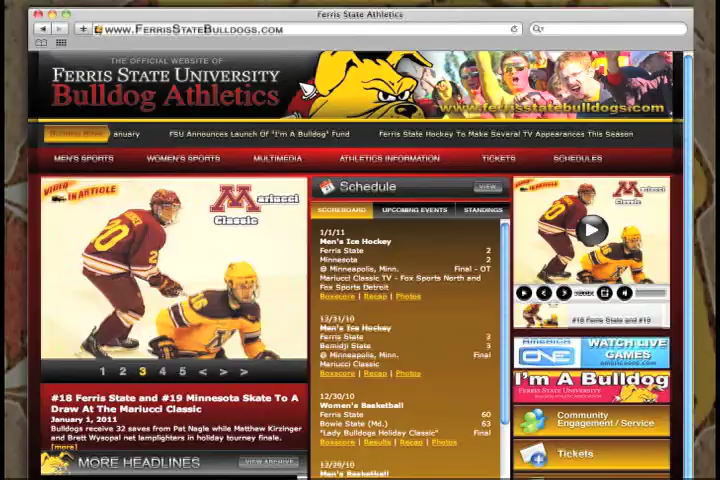 Ferris State Athletics
www.FerrisStateBulldogs.com
THE OFFICIAL WEBSITE OF
FERRIS STATE UNIVERSITY
Bulldog Athletics
www.ferrisstatebulldogs.com
anuary
FSU Announces Launch Of "I'm A Bulldog" Fund
Ferris State Hockey To Make Several TV Appearances This Season
MEN'S SPORTS
WOMEN'S SPORTS
MULTIMEDIA
ATHLETICS INFORMATION
TICKETS
SCHEDULES
VIDEO
IN ARTICLE
Mariucci
Classic
1 2 3 4 5 < > >
#18 Ferris State and #19 Minnesota Skate To A
Draw At The Mariucci Classic
January 1, 2011
Bulldogs receive 32 saves from Pat Nagle while Matthew Kirzinger
and Brett Wysopal net lamplighters in holiday tourney finale.
[more]
MORE HEADLINES
VIEW ARCHIVE
Schedule
VIEW
SCOREBOARD
UPCOMING EVENTS
STANDINGS
1/1/11
Men's Ice Hockey
Ferris State 2
Minnesota 2
@ Minneapolis, Minn. Final - OT
Mariucci Classic TV - Fox Sports North and
Fox Sports Detroit
Boxscore | Recap | Photos
12/31/10
Men's Ice Hockey
Ferris State
Bemidji State 3
@ Minneapolis, Minn. Final
Mariucci Classic
Boxscore | Recap | Photos
12/30/10
Women's Basketball
Ferris State 60
Bowie State (Md.) 63
"Lady Bulldogs Holiday Classic" Final
Boxscore | Results | Recap | Photos
Men's Basketball
VIDEO
IN ARTICLE
Mariucci
Classic
#18 Ferris State and #19
AMERICA
ONE
WATCH LIVE
GAMES
I'm A Bulldog
Community
Engagement / Service
Tickets